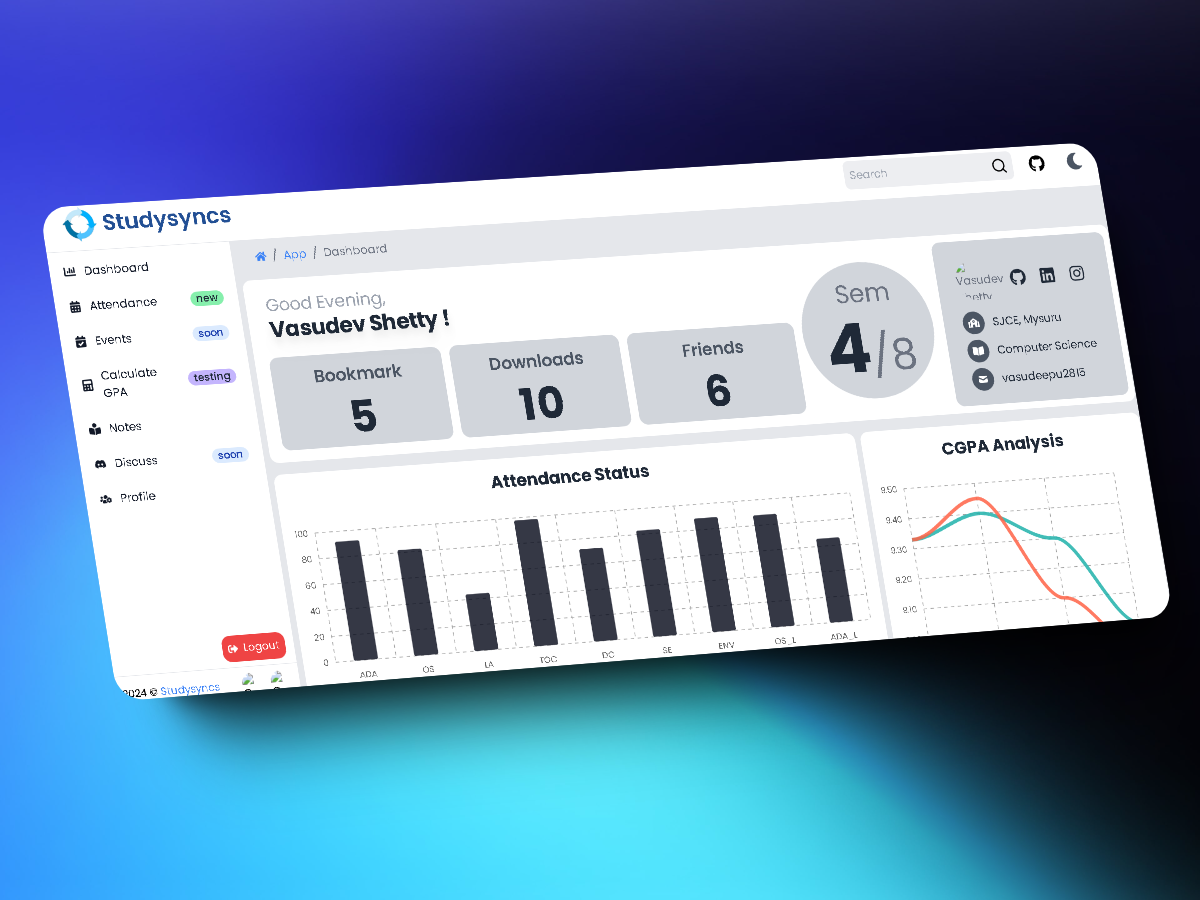 Studysyncs
Search
Dashboard
Attendance new
Events soon
Calculate
GPA testing
Notes
Discuss soon
Profile
Logout
2024 © Studysyncs
/ App / Dashboard
Good Evening,
Vasudev Shetty !
Bookmark
5
Downloads
10
Friends
6
Sem
4/8
Vasudev
SJCE, Mysuru
Computer Science
vasudeepu2815
Attendance Status
100
80
60
40
20
0
ADA
OS
LA
TOC
DC
SE
ENV
OS_L
ADA_L
CGPA Analysis
9.50
9.40
9.30
9.20
9.10